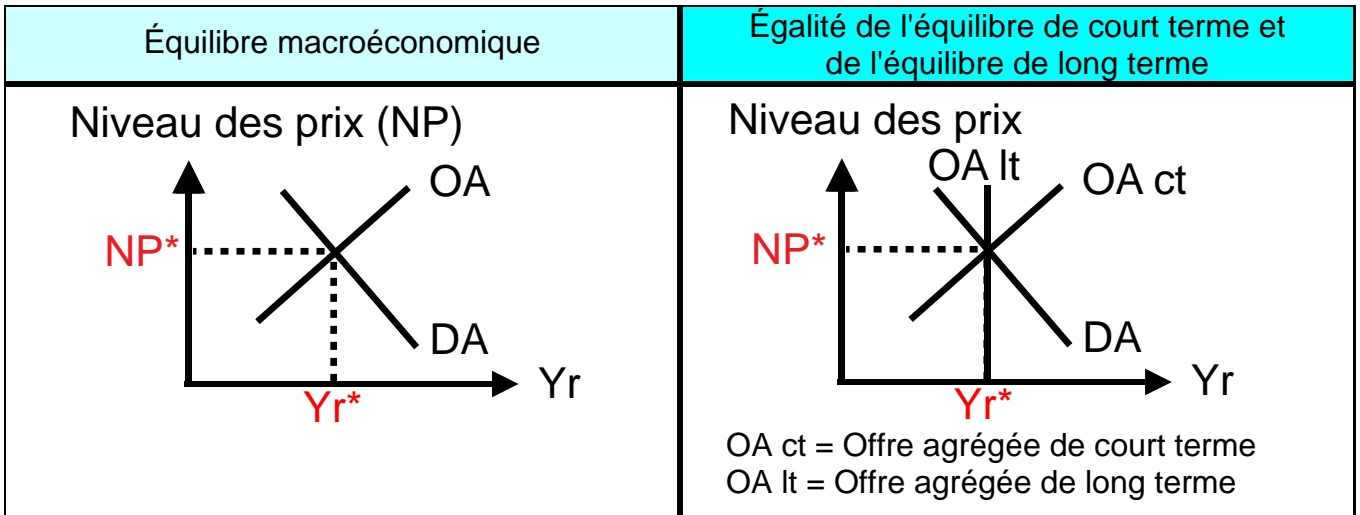 Équilibre macroéconomique
Égalité de l'équilibre de court terme et
de l'équilibre de long terme
Niveau des prix (NP)
OA
NP*
DA
Yr
Yr*
Niveau des prix
OA lt
OA ct
NP*
DA
Yr
Yr*
OA ct = Offre agrégée de court terme
OA lt = Offre agrégée de long terme